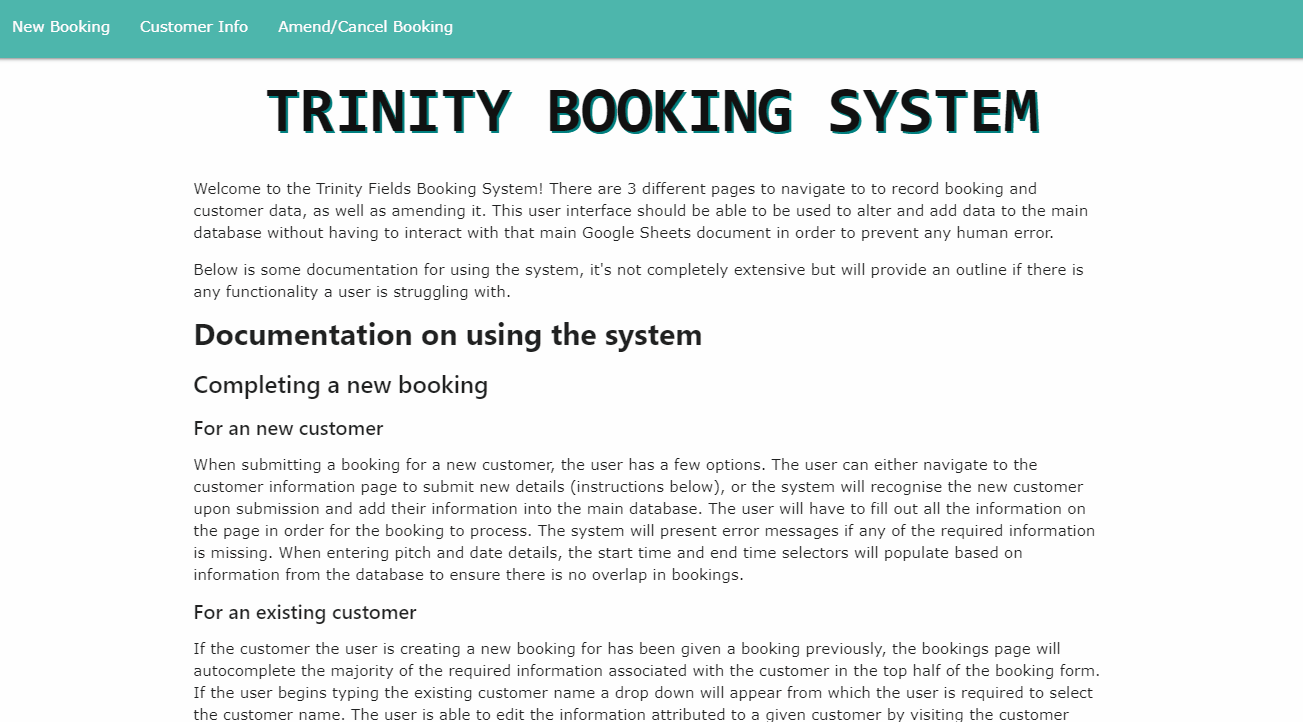 New Booking Customer Info Amend/Cancel Booking
TRINITY BOOKING SYSTEM
Welcome to the Trinity Fields Booking System! There are 3 different pages to navigate to to record booking and
customer data, as well as amending it. This user interface should be able to be used to alter and add data to the main
database without having to interact with that main Google Sheets document in order to prevent any human error.
Below is some documentation for using the system, it's not completely extensive but will provide an outline if there is
any functionality a user is struggling with.
Documentation on using the system
Completing a new booking
For an new customer
When submitting a booking for a new customer, the user has a few options. The user can either navigate to the
customer information page to submit new details (instructions below), or the system will recognise the new customer
upon submission and add their information into the main database. The user will have to fill out all the information on
the page in order for the booking to process. The system will present error messages if any of the required information
is missing. When entering pitch and date details, the start time and end time selectors will populate based on
information from the database to ensure there is no overlap in bookings.
For an existing customer
If the customer the user is creating a new booking for has been given a booking previously, the bookings page will
autocomplete the majority of the required information associated with the customer in the top half of the booking form.
If the user begins typing the existing customer name a drop down will appear from which the user is required to select
the customer name. The user is able to edit the information attributed to a given customer by visiting the customer